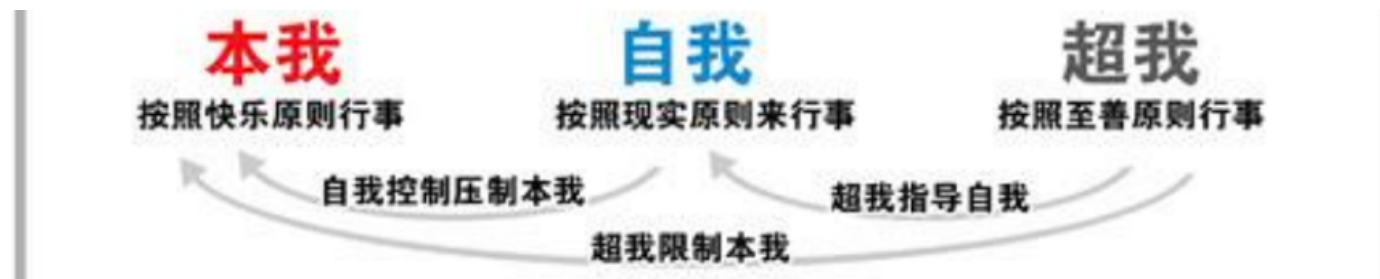 本我 自我 超我
按照快乐原则行事 按照现实原则来行事 按照至善原则行事
自我控制压制本我 超我指导自我
超我限制本我